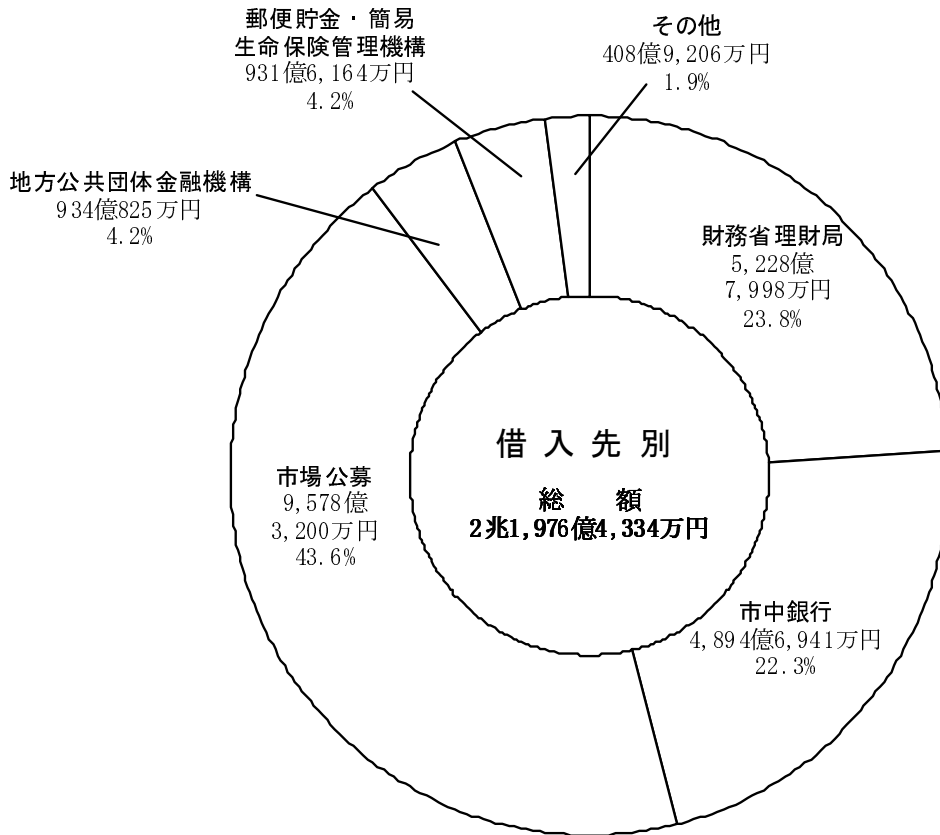 郵便貯金・簡易
生命保険管理機構
931億6,164万円
4.2%
その他
408億9,206万円
1.9%
地方公共団体金融機構
934億825万円
4.2%
財務省理財局
5,228億
7,998万円
23.8%
借入先別
総額
2兆1,976億4,334万円
市場公募
9,578億
3,200万円
43.6%
市中銀行
4,894億6,941万円
22.3%